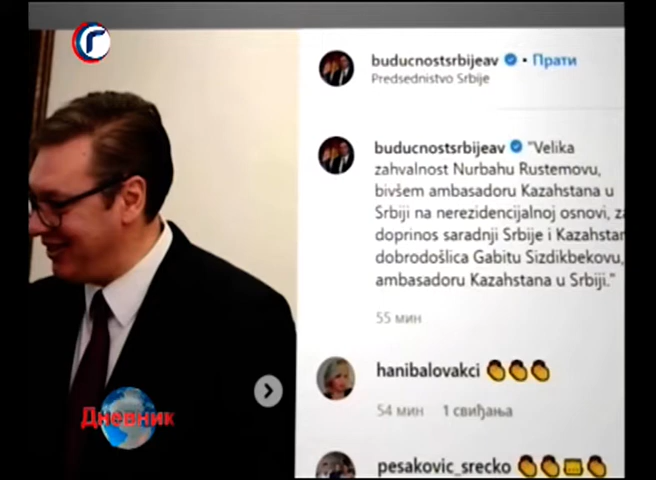 buducnostsrbijeav • Прати
Predsedništvo Srbije
buducnostsrbijeav "Velika
zahvalnost Nurbahu Rustemovu,
bivšem ambasadoru Kazahstana u
Srbiji na nerezidencijalnoj osnovi, za
doprinos saradnji Srbije i Kazahstan
dobrodošlica Gabitu Sizdikbekovu,
ambasadoru Kazahstana u Srbiji."
55 мин
hanibalovakci 👏👏👏
54 мин 1 свиђања
pesakovic_srecko
Дневник
Г